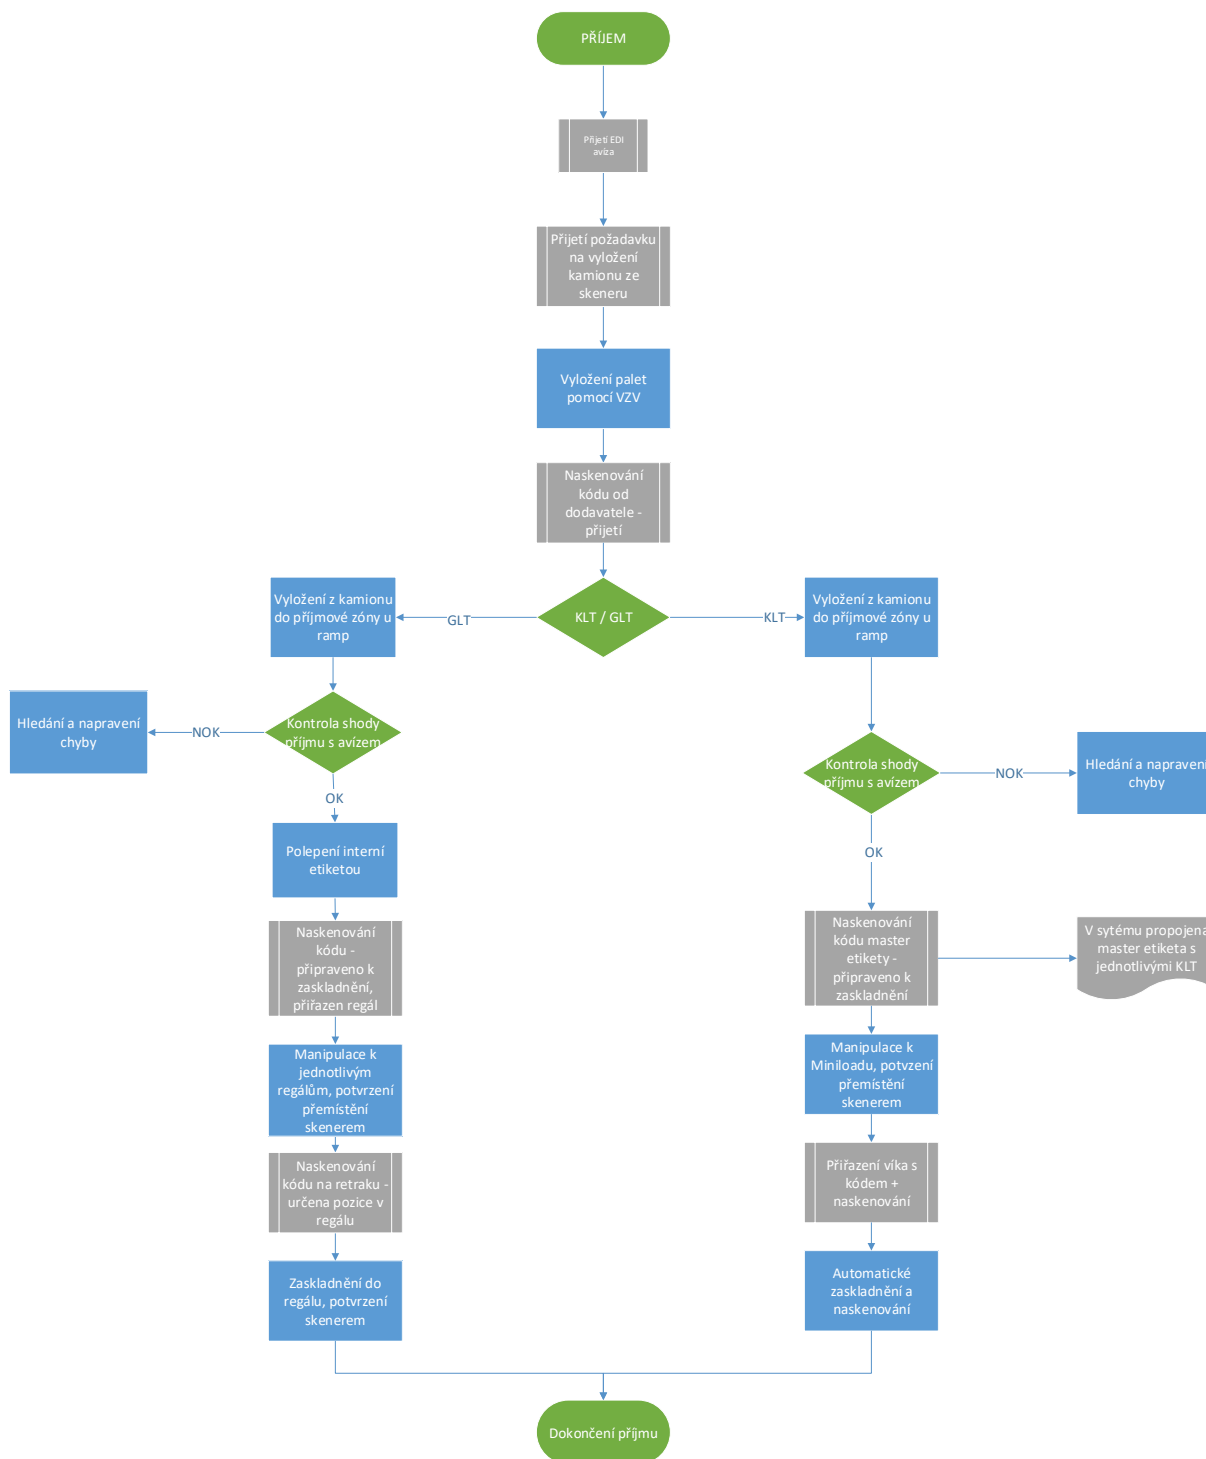 PŘÍJEM
Přijetí EDI
avíza
Přijetí požadavku
na vyložení
kamionu ze
skeneru
Vyložení palet
pomocí VZV
Naskenování
kódu od
dodavatele -
přijetí
KLT / GLT
GLT
KLT
Vyložení z kamionu
do příjmové zóny u
ramp
Kontrola shody
příjmu s avízem
NOK
Hledání a napravení
chyby
OK
Polepení interní
etiketou
Naskenování
kódu -
připraveno k
zaskladnění,
přiřazen regál
Manipulace k
jednotlivým
regálům, potvrzení
přemístění
skenerem
Naskenování
kódu na retraku -
určena pozice v
regálu
Zaskladnění do
regálu, potvrzení
skenerem
Vyložení z kamionu
do příjmové zóny u
ramp
Kontrola shody
příjmu s avízem
NOK
Hledání a napravení
chyby
OK
Naskenování
kódu master
etikety -
připraveno k
zaskladnění
V sytému propojena
master etiketa s
jednotlivými KLT
Manipulace k
Miniloadu, potvzení
přemístění
skenerem
Přiřazení víka s
kódem +
naskenování
Automatické
zaskladnění a
naskenování
Dokončení příjmu